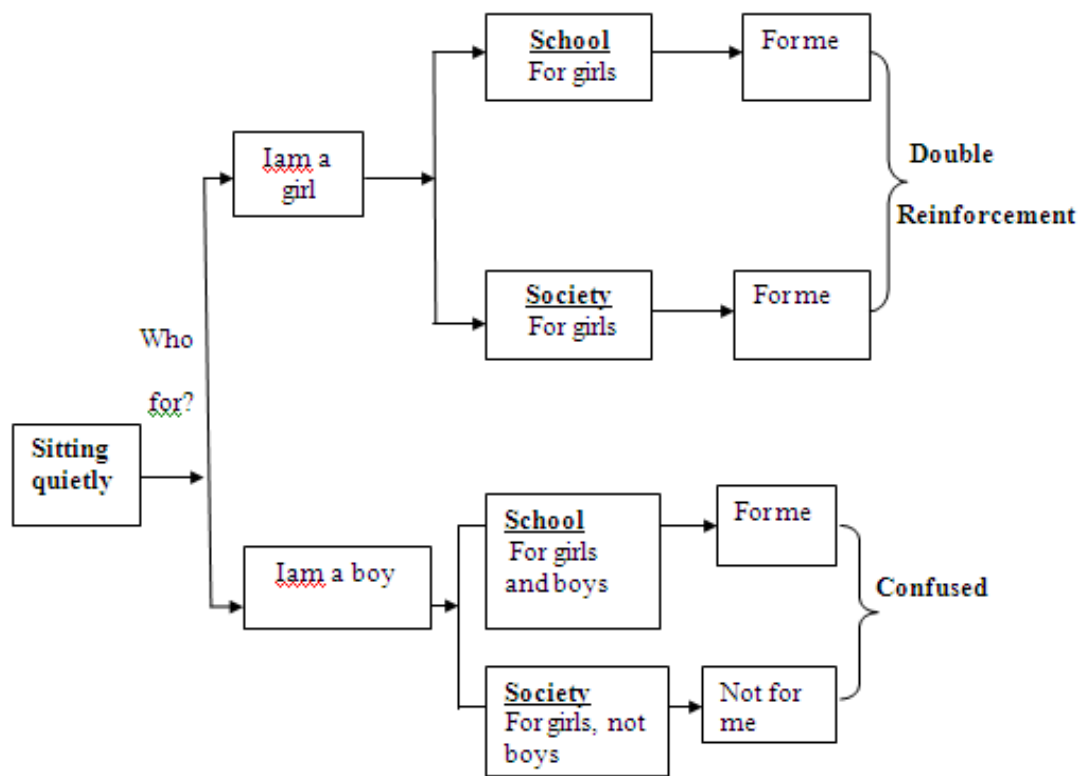 School
For girls
For me
Iam a
girl
Double
Reinforcement
Society
For girls
For me
Who
for?
Sitting
quietly
School
For girls
and boys
For me
Iam a boy
Confused
Society
For girls, not
boys
Not for
me